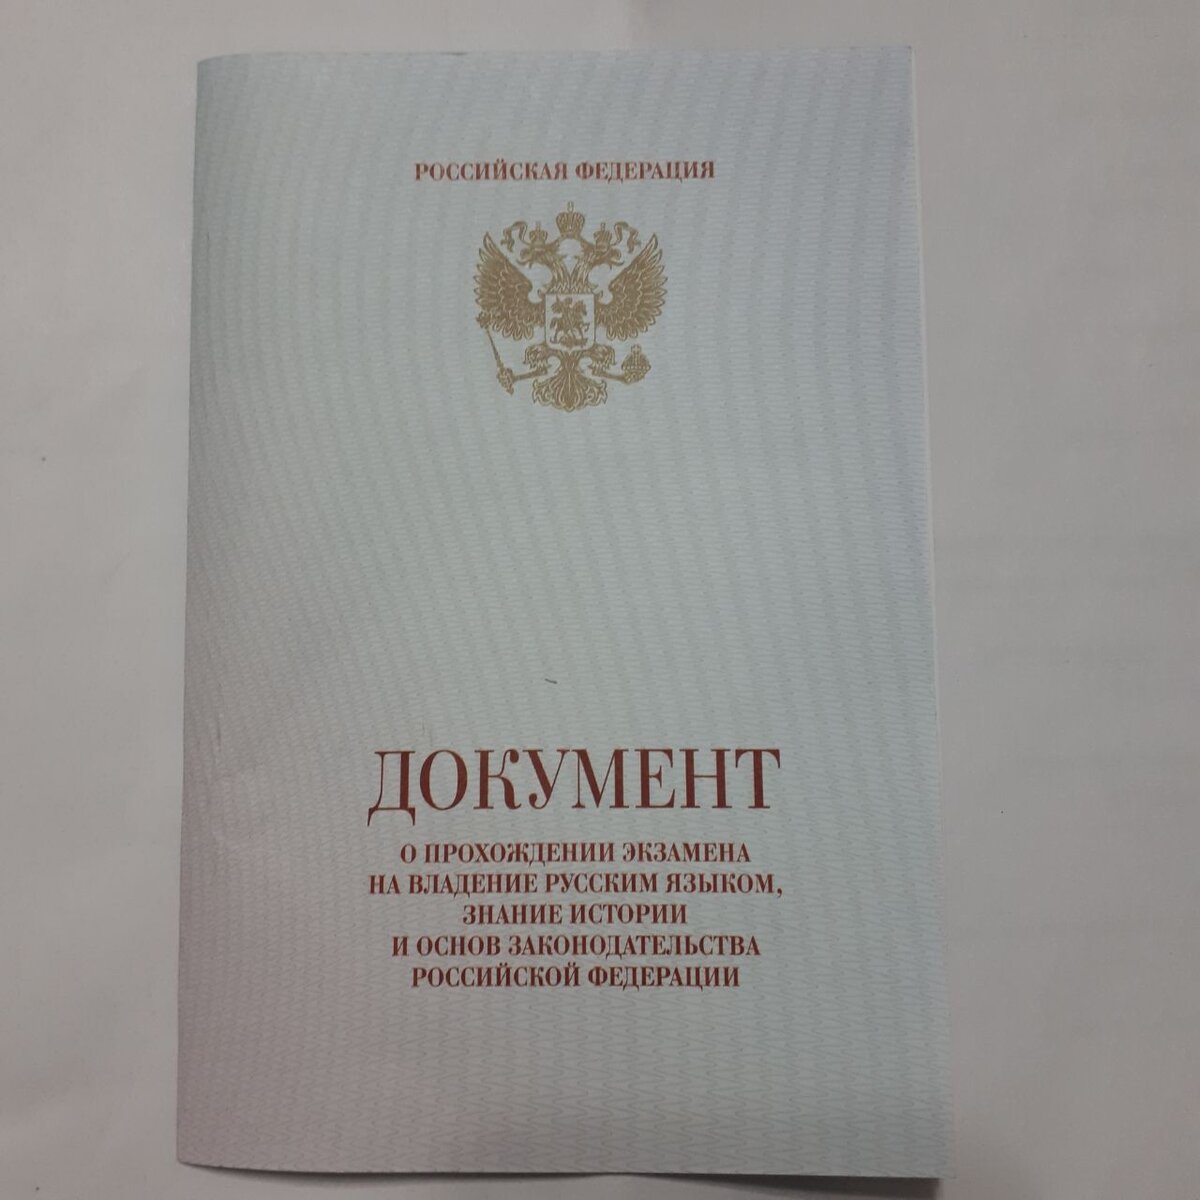 РОССИЙСКАЯ ФЕДЕРАЦИЯ
ДОКУМЕНТ
О ПРОХОЖДЕНИИ ЭКЗАМЕНА
НА ВЛАДЕНИЕ РУССКИМ ЯЗЫКОМ,
ЗНАНИЕ ИСТОРИИ
И ОСНОВ ЗАКОНОДАТЕЛЬСТВА
РОССИЙСКОЙ ФЕДЕРАЦИИ